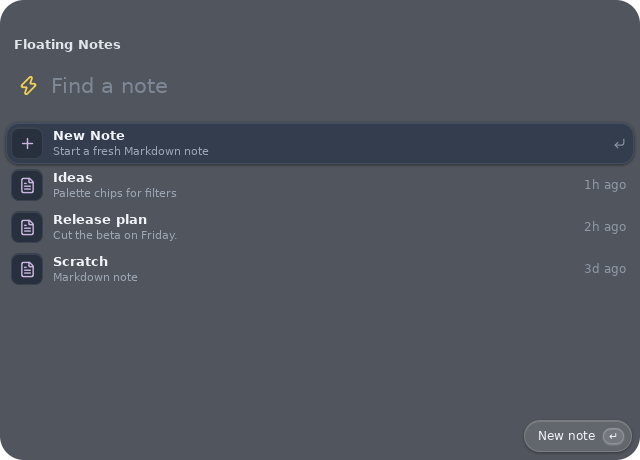 Floating Notes
Find a note
New Note
Start a fresh Markdown note
Ideas
Palette chips for filters
1h ago
Release plan
Cut the beta on Friday.
2h ago
Scratch
Markdown note
3d ago
New note